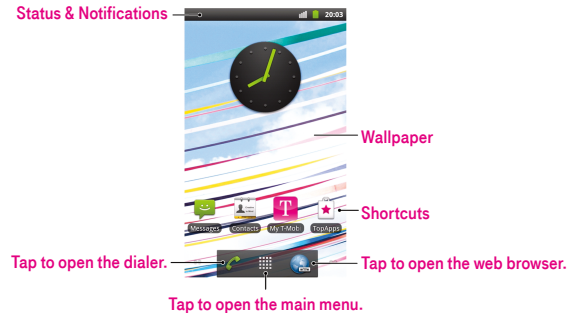 Status & Notifications
20:03
Wallpaper
T
Messages Contacts My T-Mobi TopApps
Shortcuts
Tap to open the dialer.
Tap to open the web browser.
Tap to open the main menu.